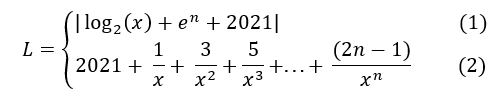 L = { |log₂(x) + eⁿ + 2021| (1)
2021 + 1/x + 3/x² + 5/x³ +...+ (2n − 1)/xⁿ (2)